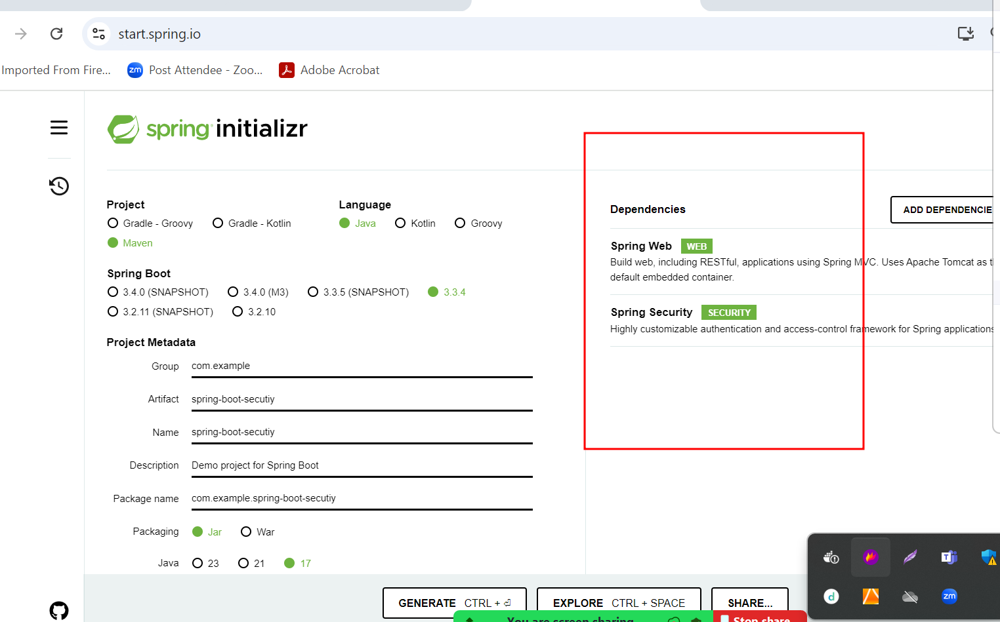 start.spring.io
Imported From Fire...
zm Post Attendee - Zoo...
Adobe Acrobat
spring initializr
Project
Gradle - Groovy
Gradle - Kotlin
Maven
Language
Java
Kotlin
Groovy
Spring Boot
3.4.0 (SNAPSHOT)
3.4.0 (M3)
3.3.5 (SNAPSHOT)
3.3.4
3.2.11 (SNAPSHOT)
3.2.10
Project Metadata
Group com.example
Artifact spring-boot-secutiy
Name spring-boot-secutiy
Description Demo project for Spring Boot
Package name com.example.spring-boot-secutiy
Packaging Jar War
Java 23 21 17
Dependencies
ADD DEPENDENCIE
Spring Web WEB
Build web, including RESTful, applications using Spring MVC. Uses Apache Tomcat as t
default embedded container.
Spring Security SECURITY
Highly customizable authentication and access-control framework for Spring applications
GENERATE CTRL + ⏎
EXPLORE CTRL + SPACE
SHARE...
You are screen sharing
Stop share
T
d
zm